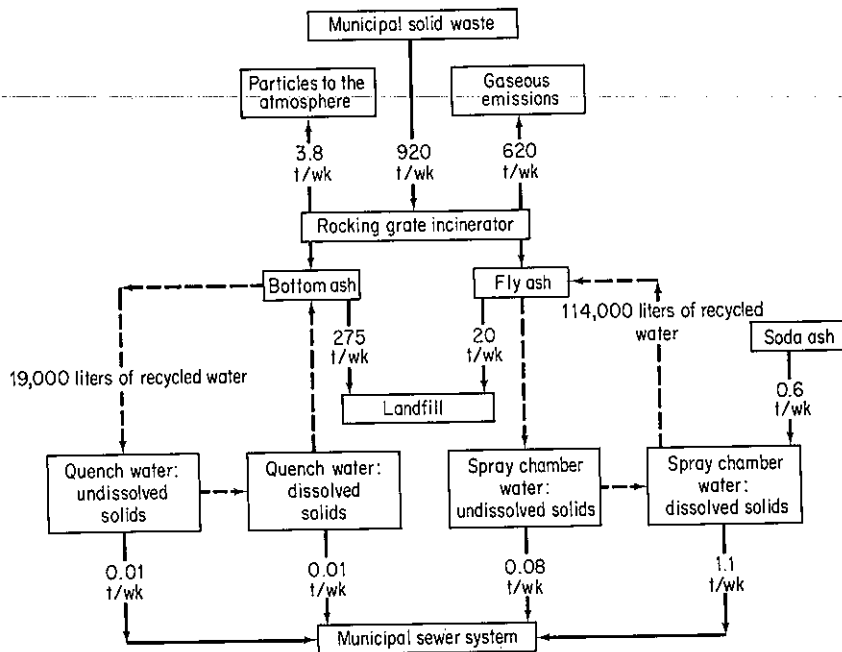 Municipal solid waste
Particles to the
atmosphere
Gaseous
emissions
3.8
t/wk
920
t/wk
620
t/wk
Rocking grate incinerator
Bottom ash
Fly ash
275
t/wk
20
t/wk
114,000 liters of recycled
water
Soda ash
19,000 liters of recycled water
Landfill
0.6
t/wk
Quench water:
undissolved
solids
Quench water:
dissolved
solids
Spray chamber
water:
undissolved solids
Spray chamber
water:
dissolved solids
0.01
t/wk
0.01
t/wk
0.08
t/wk
1.1
t/wk
Municipal sewer system